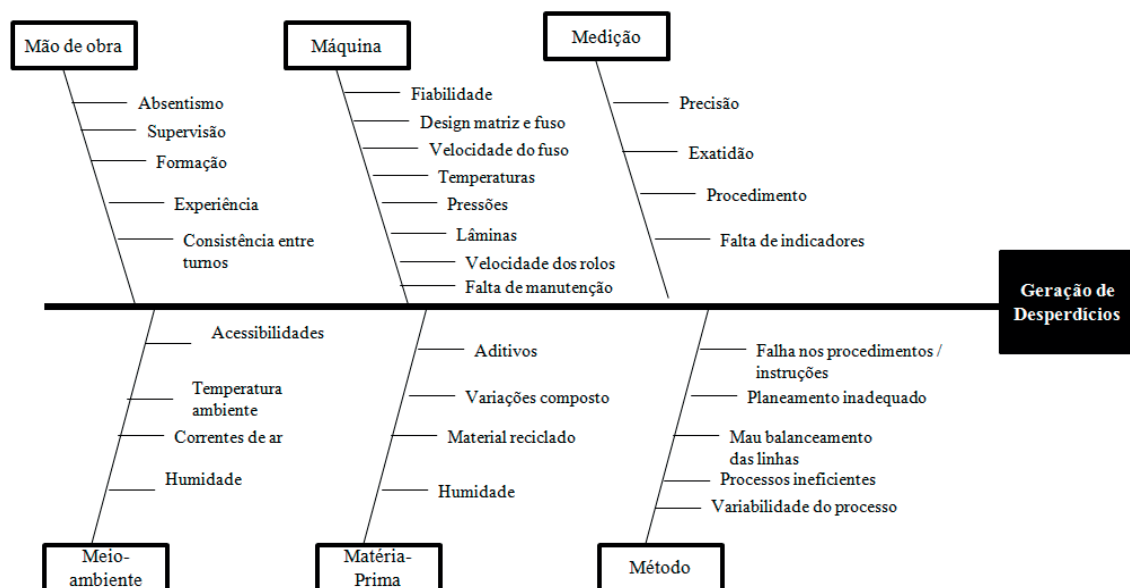 Mão de obra
Absentismo
Supervisão
Formação
Experiência
Consistência entre
turnos
Máquina
Fiabilidade
Design matriz e fuso
Velocidade do fuso
Temperaturas
Pressões
Lâminas
Velocidade dos rolos
Falta de manutenção
Medição
Precisão
Exatidão
Procedimento
Falta de indicadores
Geração de
Desperdícios
Acessibilidades
Temperatura
ambiente
Correntes de ar
Humidade
Meio-
ambiente
Aditivos
Variações composto
Material reciclado
Humidade
Matéria-
Prima
Falha nos procedimentos /
instruções
Planeamento inadequado
Mau balanceamento
das linhas
Processos ineficientes
Variabilidade do processo
Método